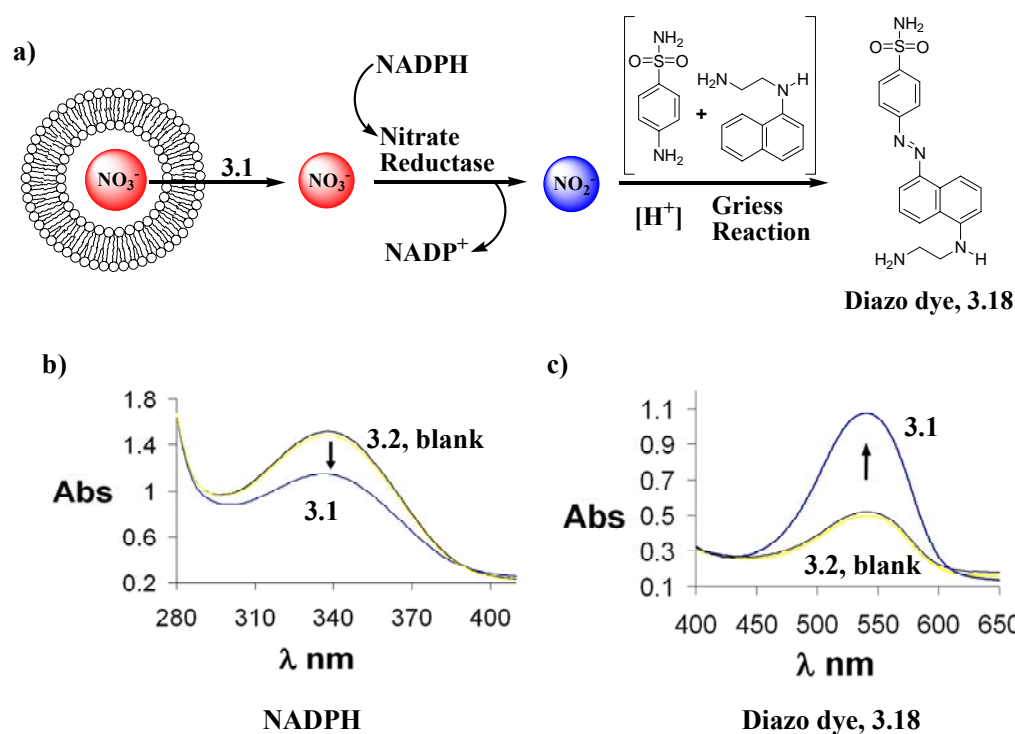 a)
NO3-
3.1
NO3-
NADPH
Nitrate
Reductase
NADP+
NO2-
NH2
O S O
NH2
+
H2N
N H
[H+]
Griess
Reaction
NH2
O S O
N
N
H2N
N H
Diazo dye, 3.18
b)
1.8
1.4
Abs
1
0.6
0.2
3.2, blank
3.1
280 310 340 370 400
λ nm
NADPH
c)
1.1
0.9
0.7
Abs
0.5
0.3
0.1
3.1
3.2, blank
400 450 500 550 600 650
λ nm
Diazo dye, 3.18